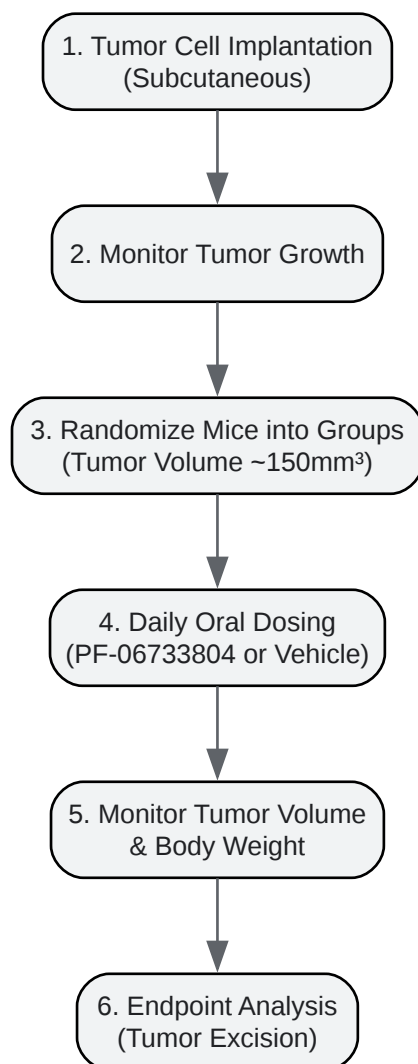 1. Tumor Cell Implantation
(Subcutaneous)
2. Monitor Tumor Growth
3. Randomize Mice into Groups
(Tumor Volume ~150mm³)
4. Daily Oral Dosing
(PF-06733804 or Vehicle)
5. Monitor Tumor Volume
& Body Weight
6. Endpoint Analysis
(Tumor Excision)